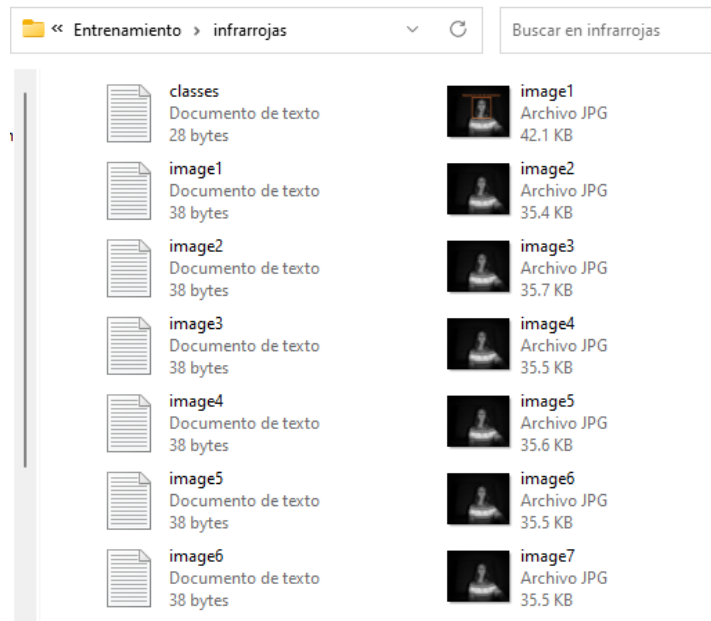 « Entrenamiento > infrarrojas
Buscar en infrarrojas
classes
Documento de texto
28 bytes
image1
Archivo JPG
42.1 KB
image1
Documento de texto
38 bytes
image2
Archivo JPG
35.4 KB
image2
Documento de texto
38 bytes
image3
Archivo JPG
35.7 KB
image3
Documento de texto
38 bytes
image4
Archivo JPG
35.5 KB
image4
Documento de texto
38 bytes
image5
Archivo JPG
35.6 KB
image5
Documento de texto
38 bytes
image6
Archivo JPG
35.5 KB
image6
Documento de texto
38 bytes
image7
Archivo JPG
35.5 KB